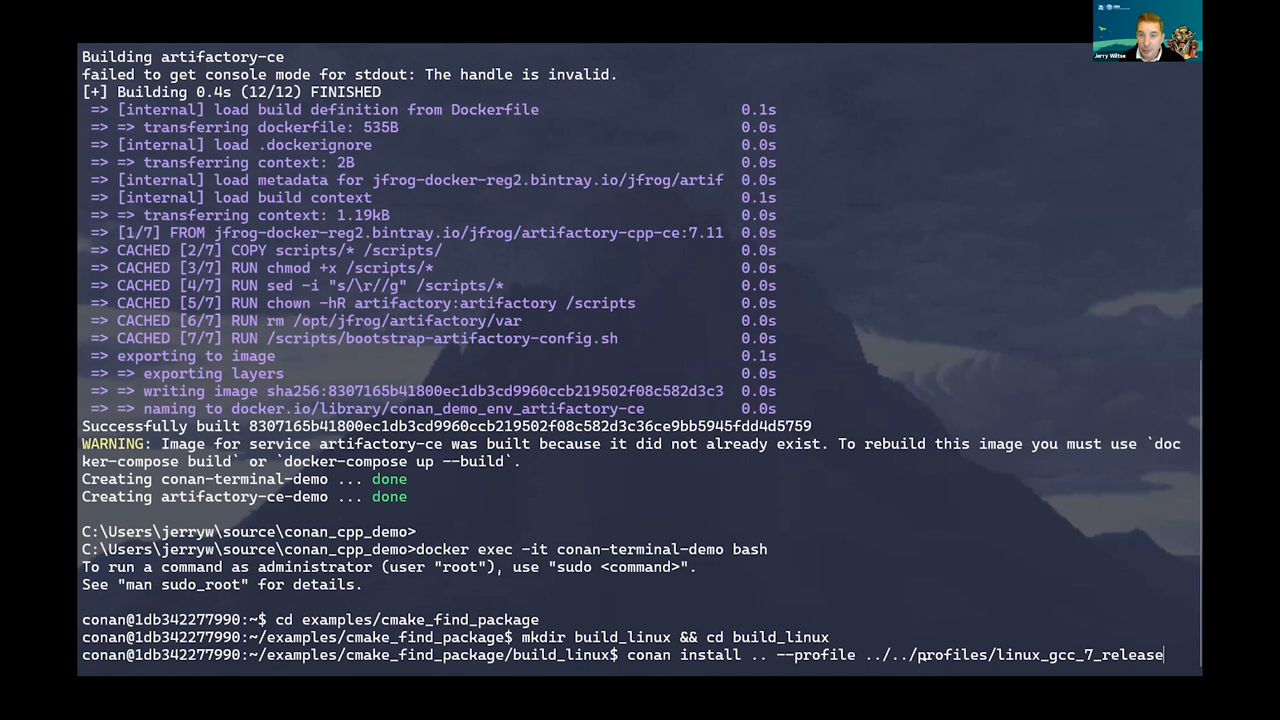 Jerry Wiltse
Building artifactory-ce
failed to get console mode for stdout: The handle is invalid.
[+] Building 0.4s (12/12) FINISHED
=> [internal] load build definition from Dockerfile 0.1s
=> => transferring dockerfile: 535B 0.0s
=> [internal] load .dockerignore 0.0s
=> => transferring context: 2B 0.0s
=> [internal] load metadata for jfrog-docker-reg2.bintray.io/jfrog/artif 0.0s
=> [internal] load build context 0.1s
=> => transferring context: 1.19kB 0.0s
=> [1/7] FROM jfrog-docker-reg2.bintray.io/jfrog/artifactory-cpp-ce:7.11 0.0s
=> CACHED [2/7] COPY scripts/* /scripts/ 0.0s
=> CACHED [3/7] RUN chmod +x /scripts/* 0.0s
=> CACHED [4/7] RUN sed -i "s/\r//g" /scripts/* 0.0s
=> CACHED [5/7] RUN chown -hR artifactory:artifactory /scripts 0.0s
=> CACHED [6/7] RUN rm /opt/jfrog/artifactory/var 0.0s
=> CACHED [7/7] RUN /scripts/bootstrap-artifactory-config.sh 0.0s
=> exporting to image 0.1s
=> => exporting layers 0.0s
=> => writing image sha256:8307165b41800ec1db3cd9960ccb219502f08c582d3c3 0.0s
=> => naming to docker.io/library/conan_demo_env_artifactory-ce 0.0s
Successfully built 8307165b41800ec1db3cd9960ccb219502f08c582d3c36ce9bb5945fdd4d5759
WARNING: Image for service artifactory-ce was built because it did not already exist. To rebuild this image you must use `doc
ker-compose build` or `docker-compose up --build`.
Creating conan-terminal-demo ... done
Creating artifactory-ce-demo ... done
C:\Users\jerryw\source\conan_cpp_demo>
C:\Users\jerryw\source\conan_cpp_demo>docker exec -it conan-terminal-demo bash
To run a command as administrator (user "root"), use "sudo <command>".
See "man sudo_root" for details.
conan@1db342277990:~$ cd examples/cmake_find_package
conan@1db342277990:~/examples/cmake_find_package$ mkdir build_linux && cd build_linux
conan@1db342277990:~/examples/cmake_find_package/build_linux$ conan install .. --profile ../../profiles/linux_gcc_7_release